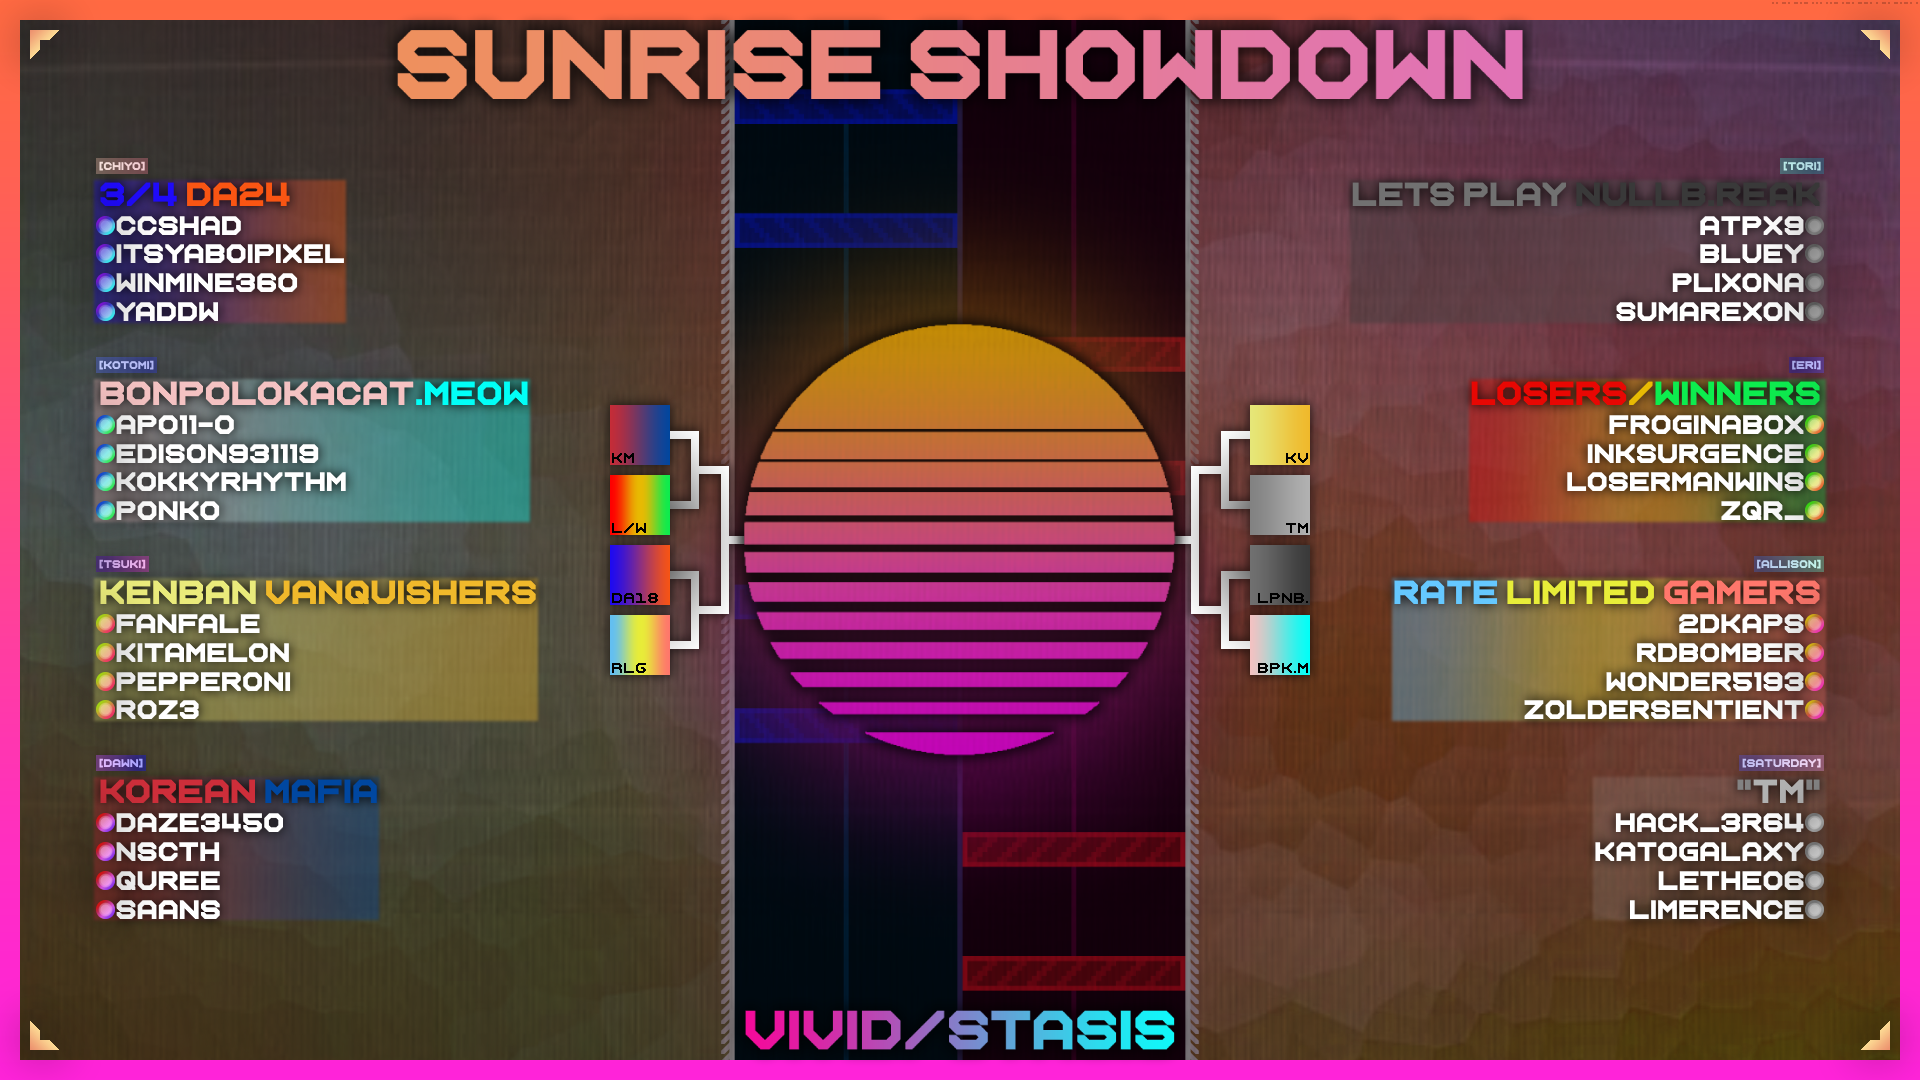 SUNRISE SHOWDOWN
[CHIYO]
3/4 DA24
CCSHAD
ITSYABOIPIXEL
WINMINE360
YADDW
[KOTOMI]
BONPOLOKACAT.MEOW
APO11-O
EDISON931119
KOKKYRHYTHM
PONKO
[TSUKI]
KENBAN VANQUISHERS
FANFALE
KITAMELON
PEPPERONI
ROZ3
[DAWN]
KOREAN MAFIA
DAZE3450
NSCTH
QUREE
SAANS
KM
L/W
DA18
RLG
KV
TM
LPNB.
BPK.M
[TORI]
LETS PLAY NULLB.REAK
ATPX9
BLUEY
PLIXONA
SUMAREXON
[ERI]
LOSERS/WINNERS
FROGINABOX
INKSURGENCE
LOSERMANWINS
ZQR_
[ALLISON]
RATE LIMITED GAMERS
2DKAPS
RDBOMBER
WONDER5193
ZOLDERSENTIENT
[SATURDAY]
"TM"
HACK_3R64
KATOGALAXY
LETHE06
LIMERENCE
VIVID/STASIS